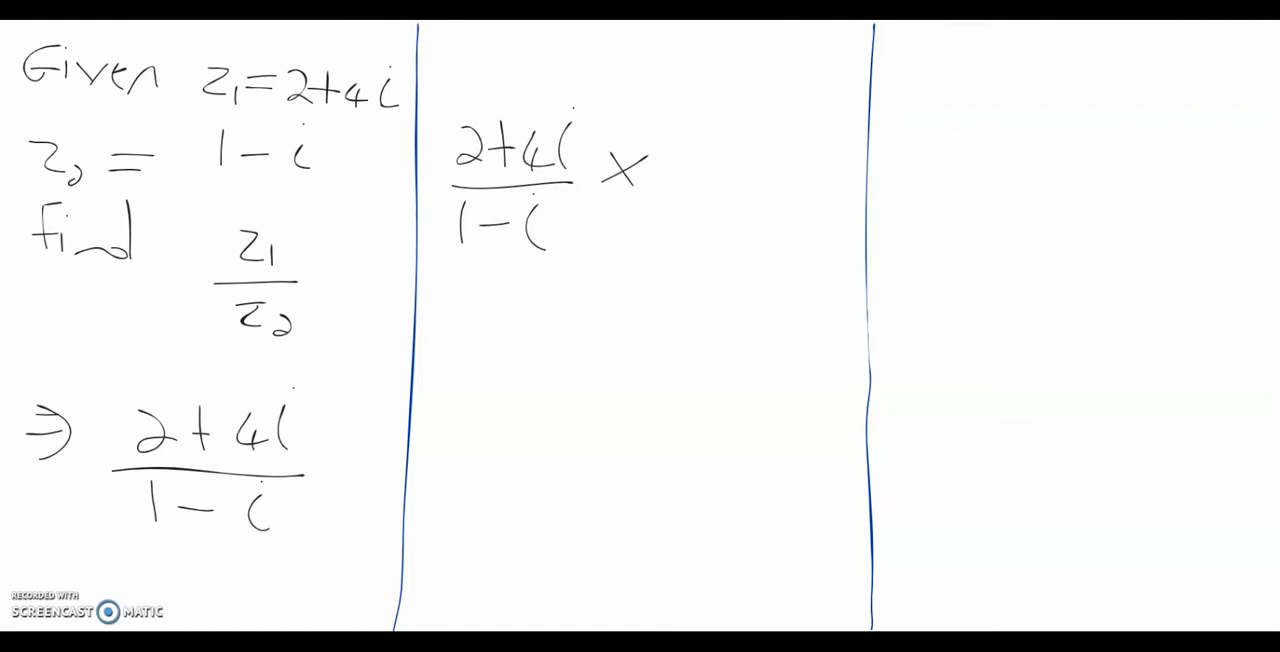 Given z₁=2+4i
z₂ = 1-i
find z₁/z₂
⇒ (2+4i)/(1-i)
(2+4i)/(1-i) ×
RECORDED WITH
SCREENCAST MATIC